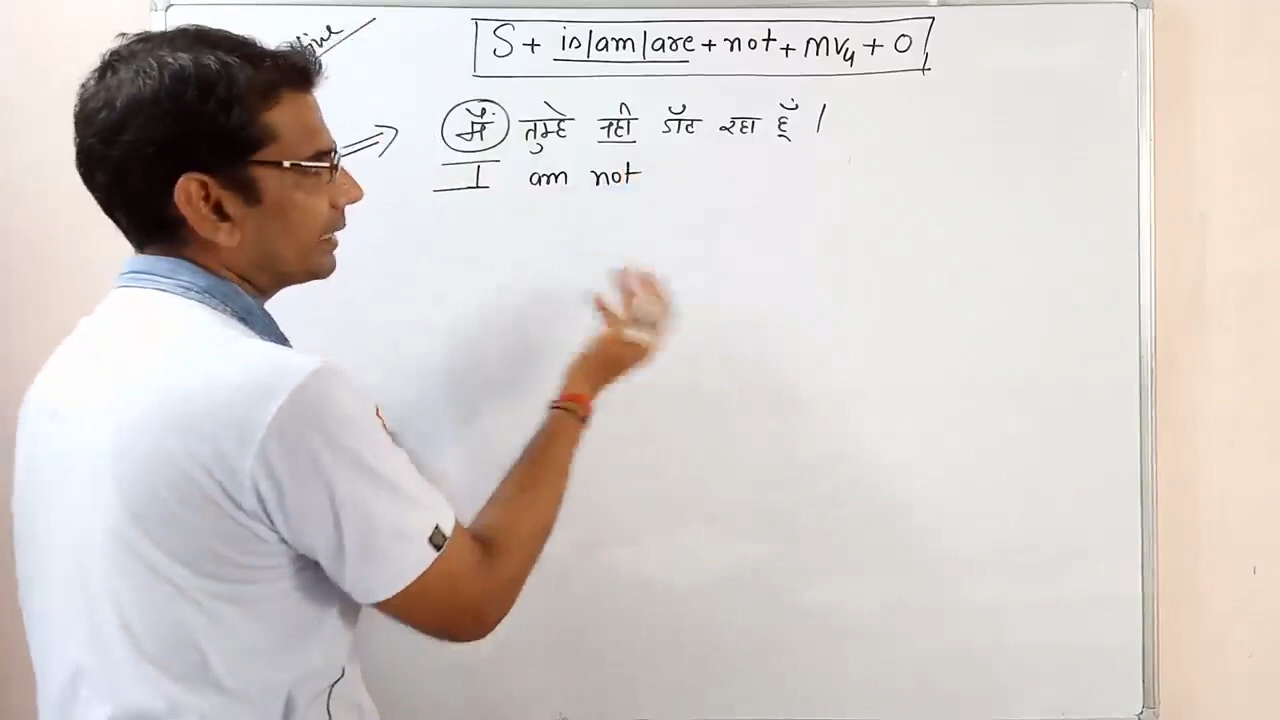 S + is/am/are + not + mv4 + O
मैं तुम्हे नही डाँट रहा हूँ ।
I am not